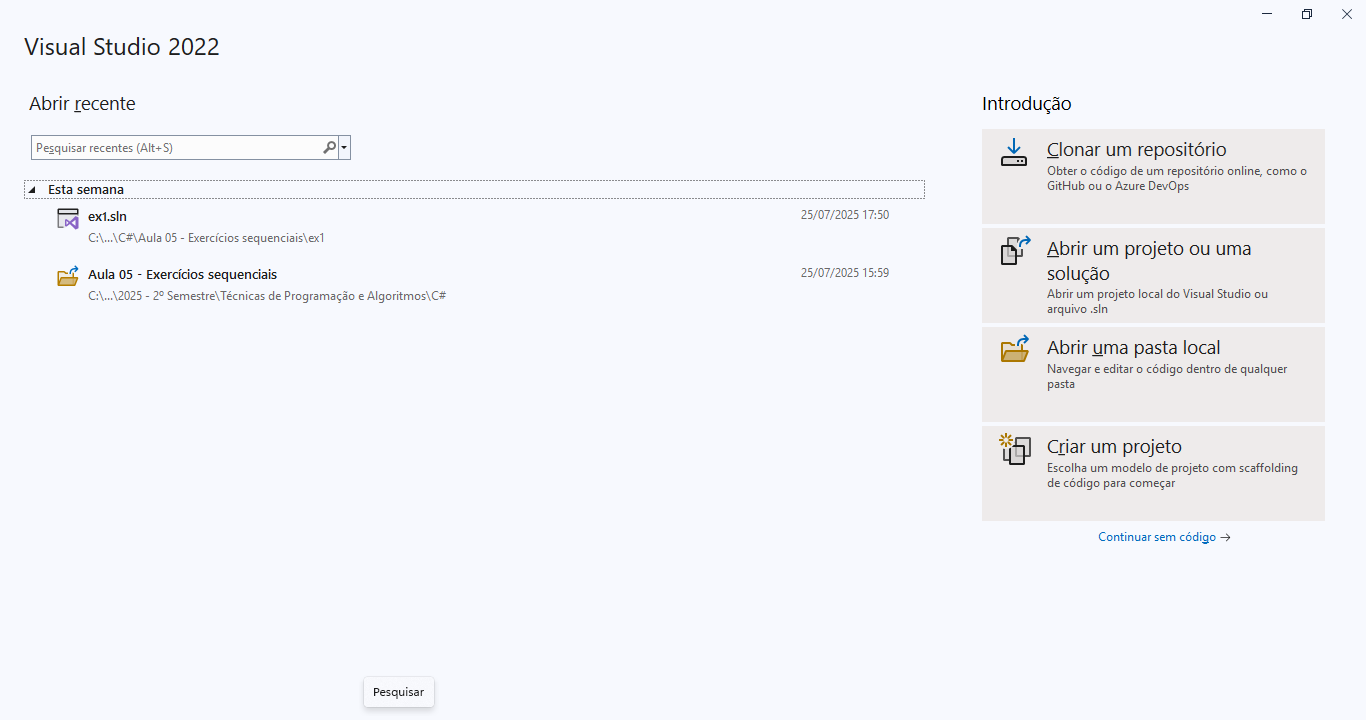 Visual Studio 2022
Abrir recente
Pesquisar recentes (Alt+S)
Esta semana
ex1.sln
25/07/2025 17:50
C:\...\C#\Aula 05 - Exercícios sequenciais\ex1
Aula 05 - Exercícios sequenciais
25/07/2025 15:59
C:\...\2025 - 2º Semestre\Técnicas de Programação e Algoritmos\C#
Introdução
Clonar um repositório
Obter o código de um repositório online, como o
GitHub ou o Azure DevOps
Abrir um projeto ou uma
solução
Abrir um projeto local do Visual Studio ou
arquivo .sln
Abrir uma pasta local
Navegar e editar o código dentro de qualquer
pasta
Criar um projeto
Escolha um modelo de projeto com scaffolding
de código para começar
Continuar sem código →
Pesquisar